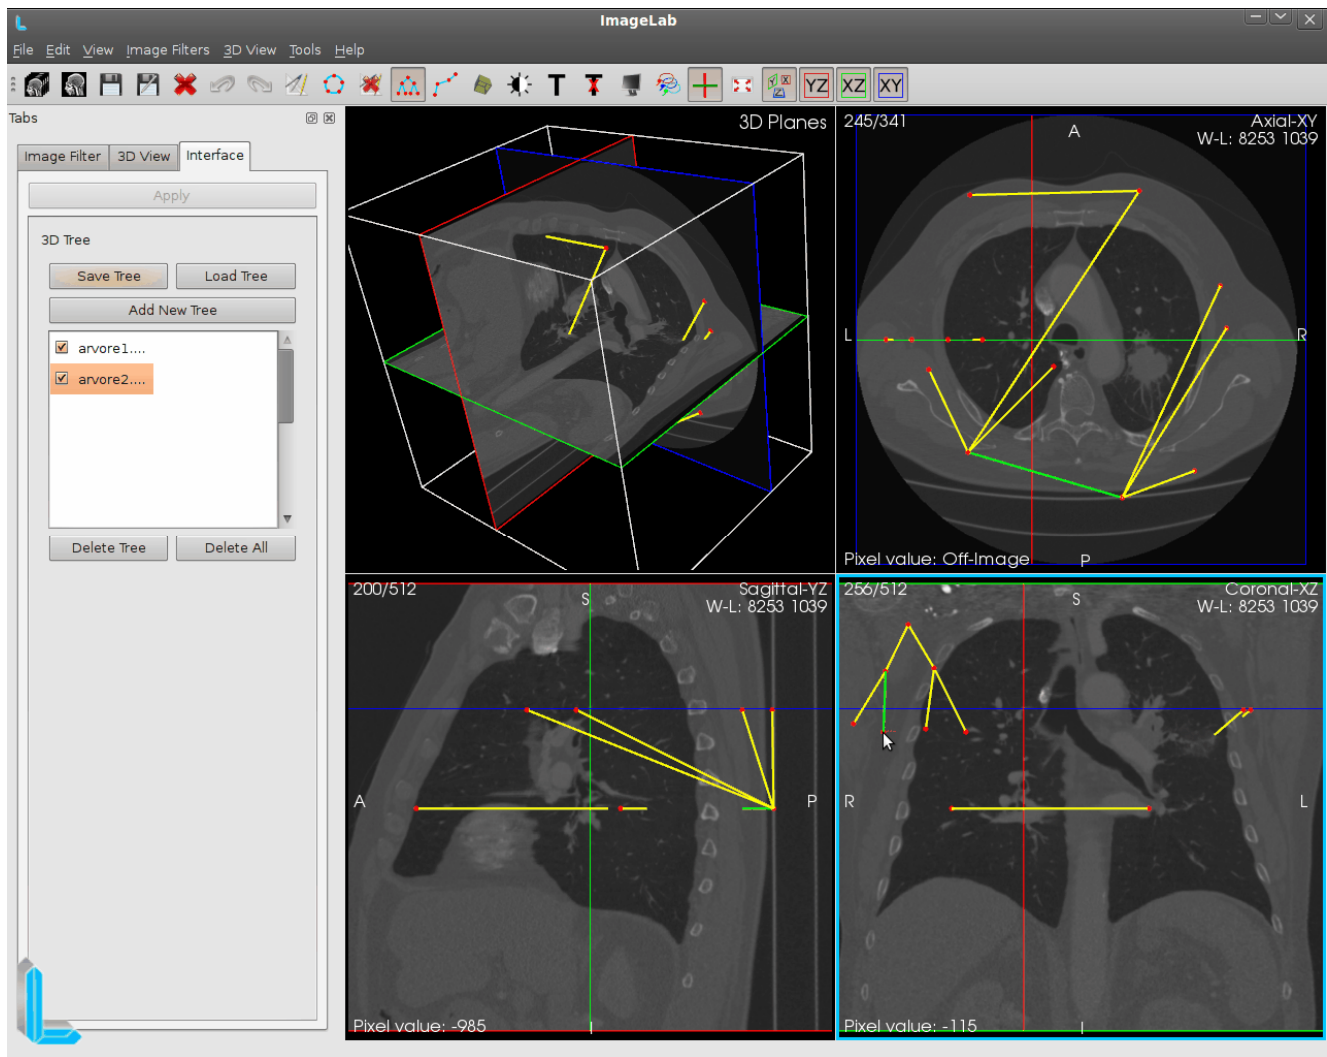 ImageLab
File Edit View Image Filters 3D View Tools Help
T YZ XZ XY
Tabs
Image Filter 3D View Interface
Apply
3D Tree
Save Tree Load Tree
Add New Tree
arvore1....
arvore2....
Delete Tree Delete All
3D Planes
245/341 Axial-XY
A
W-L: 8253 1039
L R
Pixel value: Off-Image P
200/512 Sagittal-YZ
S
W-L: 8253 1039
A P
Pixel value: -985 I
256/512 Coronal-XZ
S
W-L: 8253 1039
R L
Pixel value: -115 I